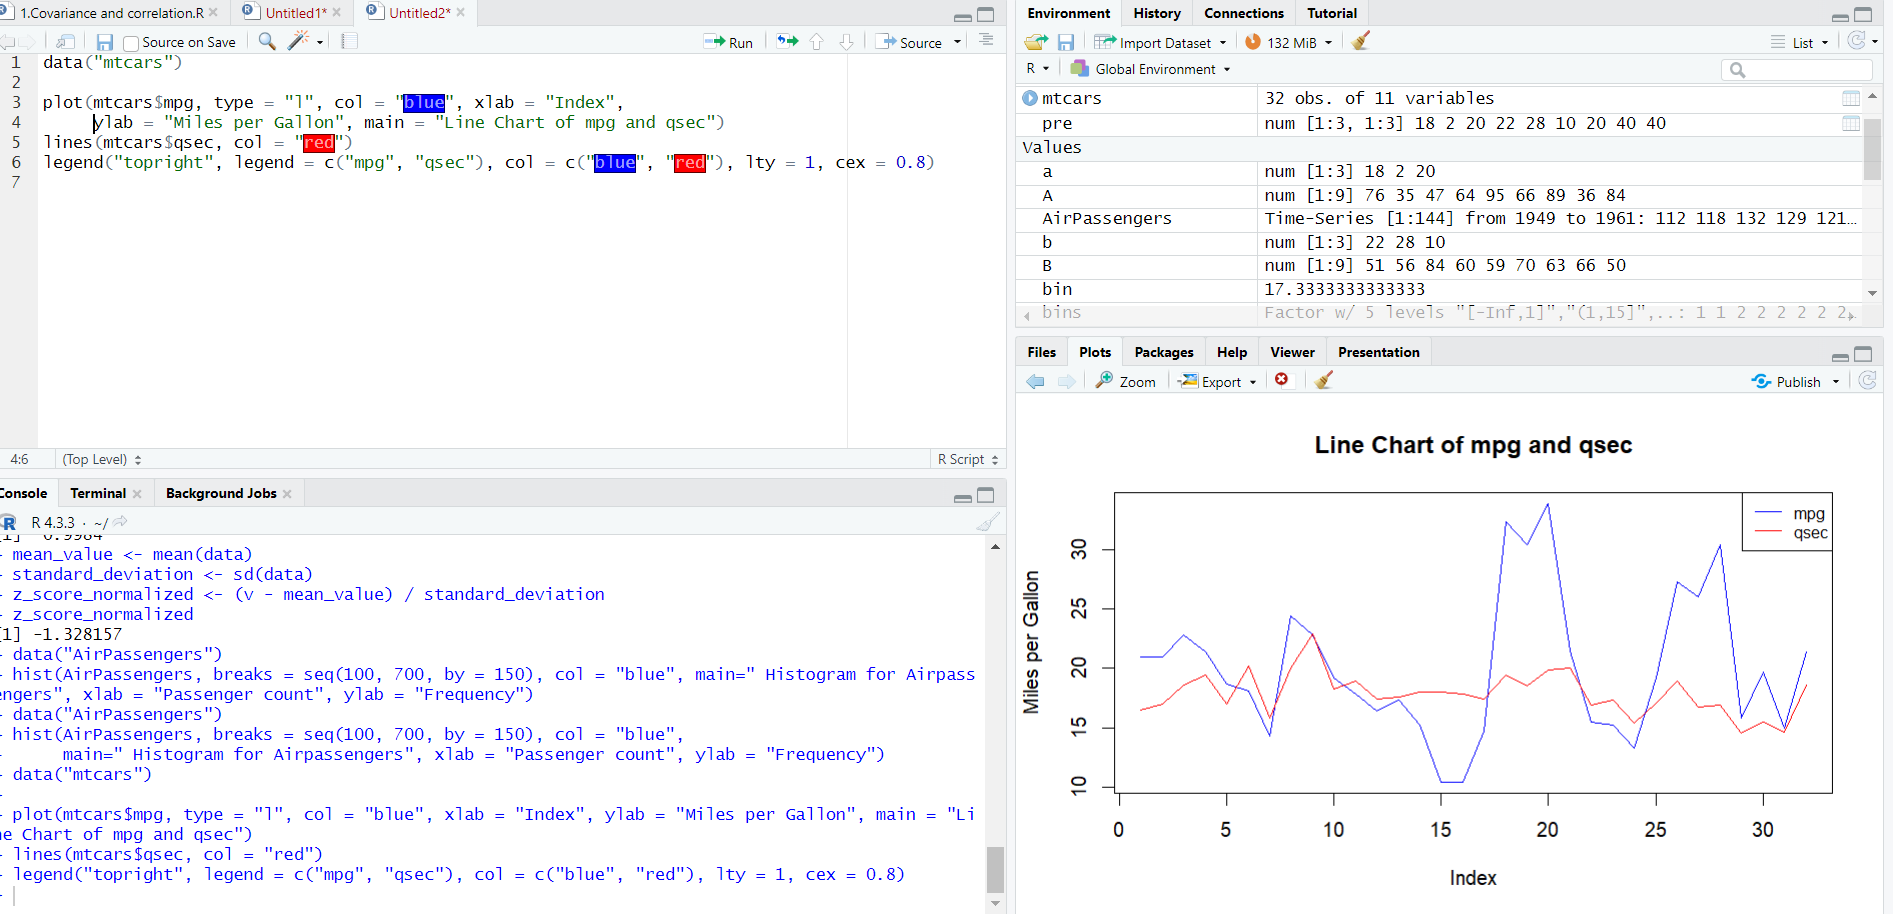 1.Covariance and correlation.R
Untitled1*
Untitled2*
Source on Save
Run
Source
1 data("mtcars")
2
3 plot(mtcars$mpg, type = "l", col = "blue", xlab = "Index",
4 ylab = "Miles per Gallon", main = "Line Chart of mpg and qsec")
5 lines(mtcars$qsec, col = "red")
6 legend("topright", legend = c("mpg", "qsec"), col = c("blue", "red"), lty = 1, cex = 0.8)
7
4:6 (Top Level) R Script
Console Terminal Background Jobs
R R 4.3.3 · ~/
[1] 0.9984
mean_value <- mean(data)
standard_deviation <- sd(data)
z_score_normalized <- (v - mean_value) / standard_deviation
z_score_normalized
[1] -1.328157
data("AirPassengers")
hist(AirPassengers, breaks = seq(100, 700, by = 150), col = "blue", main=" Histogram for Airpass
engers", xlab = "Passenger count", ylab = "Frequency")
data("AirPassengers")
hist(AirPassengers, breaks = seq(100, 700, by = 150), col = "blue",
main=" Histogram for Airpassengers", xlab = "Passenger count", ylab = "Frequency")
data("mtcars")
plot(mtcars$mpg, type = "l", col = "blue", xlab = "Index", ylab = "Miles per Gallon", main = "Li
ne Chart of mpg and qsec")
lines(mtcars$qsec, col = "red")
legend("topright", legend = c("mpg", "qsec"), col = c("blue", "red"), lty = 1, cex = 0.8)
Environment History Connections Tutorial
Import Dataset 132 MiB List
R Global Environment
mtcars 32 obs. of 11 variables
pre num [1:3, 1:3] 18 2 20 22 28 10 20 40 40
Values
a num [1:3] 18 2 20
A num [1:9] 76 35 47 64 95 66 89 36 84
AirPassengers Time-Series [1:144] from 1949 to 1961: 112 118 132 129 121…
b num [1:3] 22 28 10
B num [1:9] 51 56 84 60 59 70 63 66 50
bin 17.3333333333333
bins Factor w/ 5 levels "[-Inf,1]","(1,15]",..: 1 1 2 2 2 2 2 2…
Files Plots Packages Help Viewer Presentation
Zoom Export Publish
Line Chart of mpg and qsec
mpg
qsec
Miles per Gallon
30
25
20
15
10
0 5 10 15 20 25 30
Index